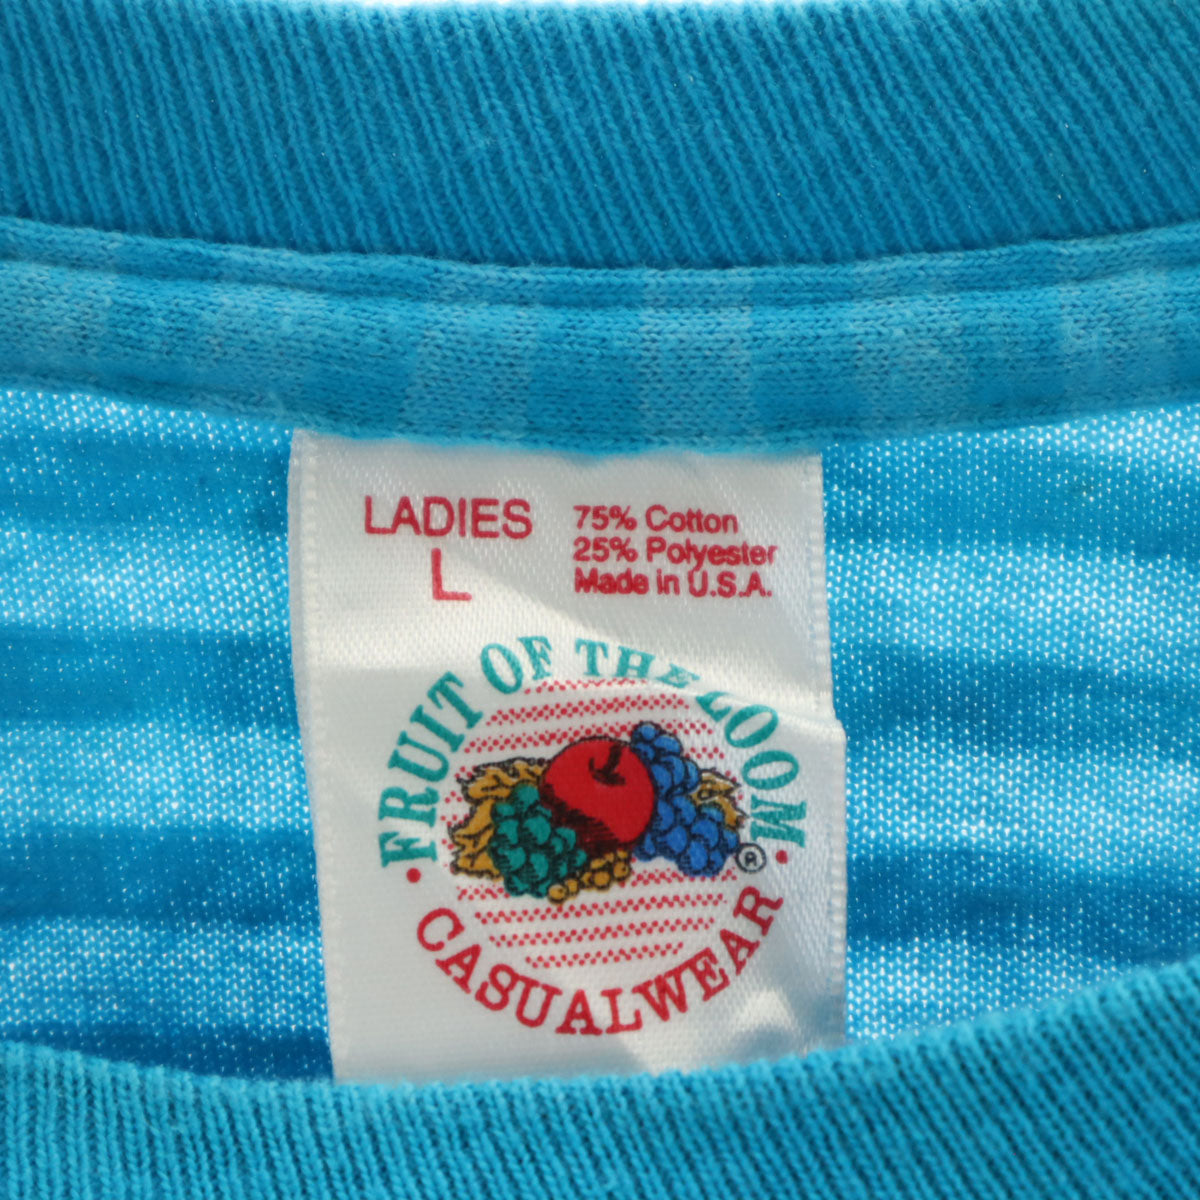 LADIES
L
75% Cotton
25% Polyester
Made in U.S.A.
FRUIT OF THE LOOM
®
CASUALWEAR